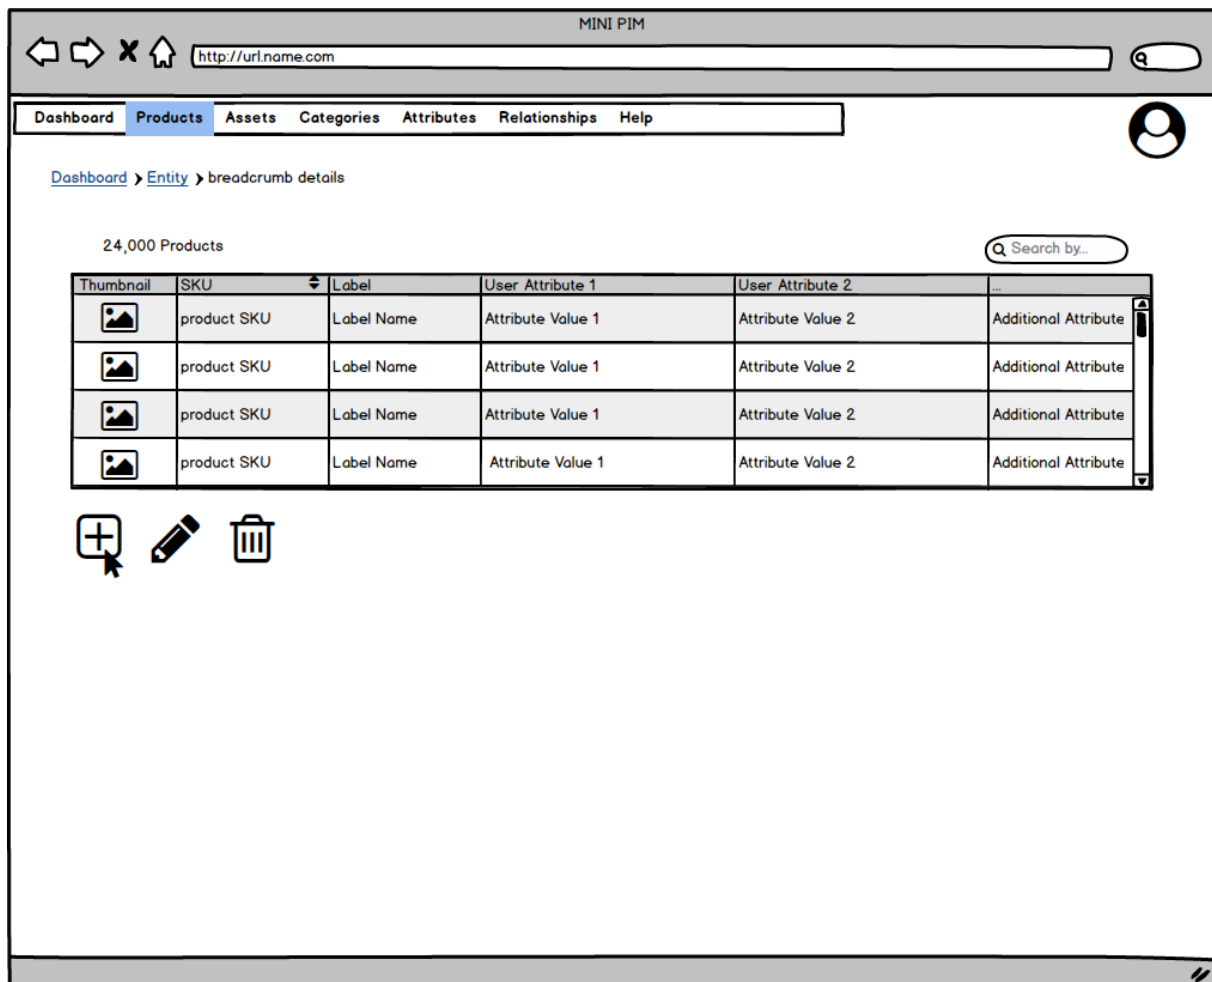 MINI PIM
http://url.name.com
Dashboard Products Assets Categories Attributes Relationships Help
Dashboard > Entity > breadcrumb details
24,000 Products
Search by...
Thumbnail SKU Label User Attribute 1 User Attribute 2 ...
product SKU Label Name Attribute Value 1 Attribute Value 2 Additional Attribute
product SKU Label Name Attribute Value 1 Attribute Value 2 Additional Attribute
product SKU Label Name Attribute Value 1 Attribute Value 2 Additional Attribute
product SKU Label Name Attribute Value 1 Attribute Value 2 Additional Attribute